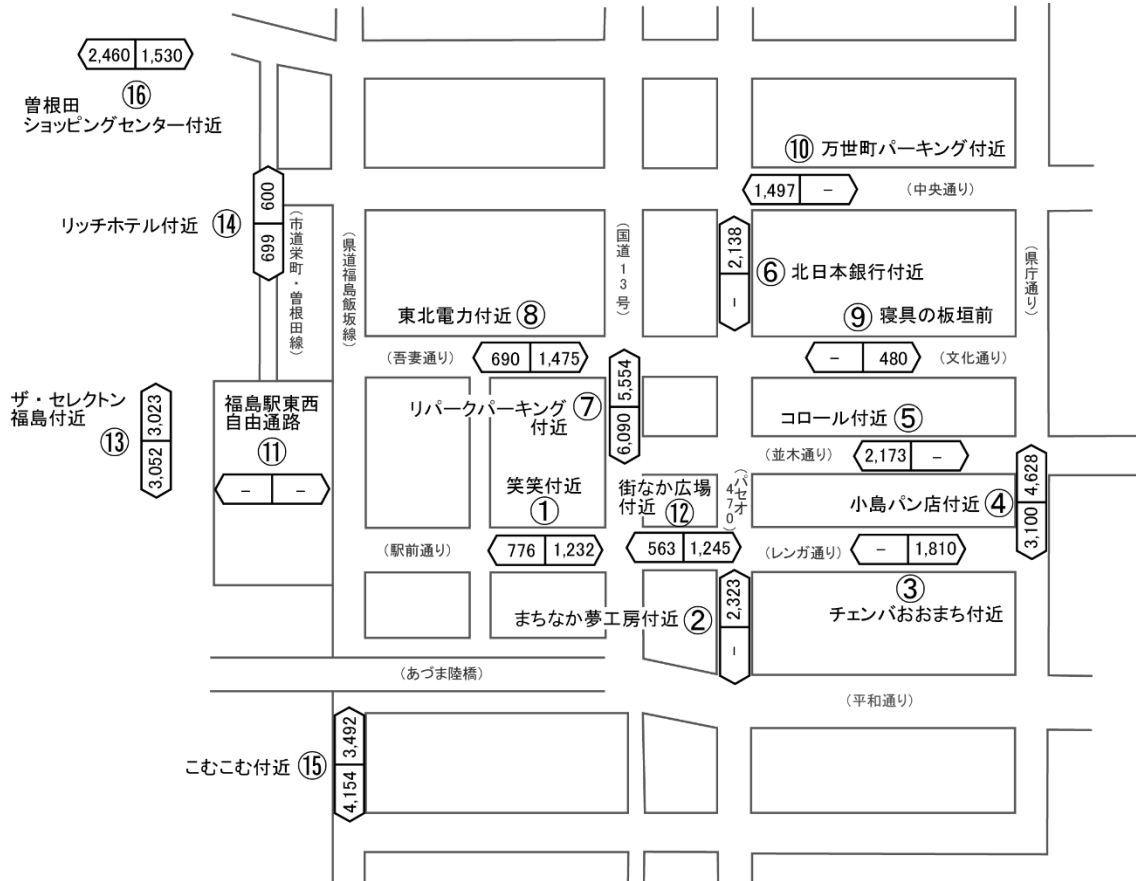 2,460 1,530
⑯
曽根田
ショッピングセンター付近
⑩ 万世町パーキング付近
1,497 －
（中央通り）
600
699
リッチホテル付近 ⑭
（市道栄町・曽根田線）
（県道福島飯坂線）
（国道13号）
2,138
－
⑥ 北日本銀行付近
（県庁通り）
東北電力付近 ⑧
⑨ 寝具の板垣前
（吾妻通り）
690 1,475
－ 480
（文化通り）
5,554
6,090
ザ・セレクトン
福島付近
⑬
3,023
3,052
福島駅東西
自由通路
⑪
－ －
リパークパーキング ⑦
付近
コロール付近 ⑤
（並木通り）
2,173 －
笑笑付近
①
街なか広場
付近 ⑫
（パセオ470）
小島パン店付近 ④
4,628
3,100
（駅前通り）
776 1,232
563 1,245
（レンガ通り）
－ 1,810
③
チェンバおおまち付近
まちなか夢工房付近 ②
2,323
－
（あづま陸橋）
（平和通り）
こむこむ付近 ⑮
3,492
4,154